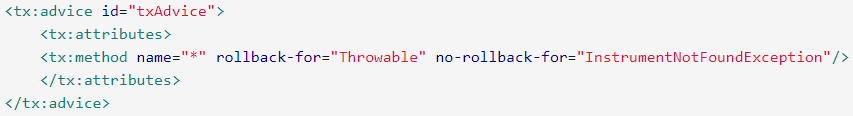 <tx:advice id="txAdvice">
    <tx:attributes>
    <tx:method name="*" rollback-for="Throwable" no-rollback-for="InstrumentNotFoundException"/>
    </tx:attributes>
</tx:advice>